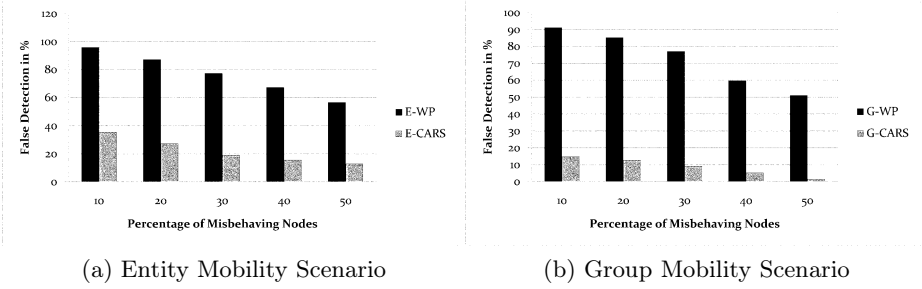 False Detection in %
120
100
80
60
40
20
0
10 20 30 40 50
Percentage of Misbehaving Nodes
E-WP
E-CARS
(a) Entity Mobility Scenario
False Detection in %
100
90
80
70
60
50
40
30
20
10
0
10 20 30 40 50
Percentage of Misbehaving Nodes
G-WP
G-CARS
(b) Group Mobility Scenario